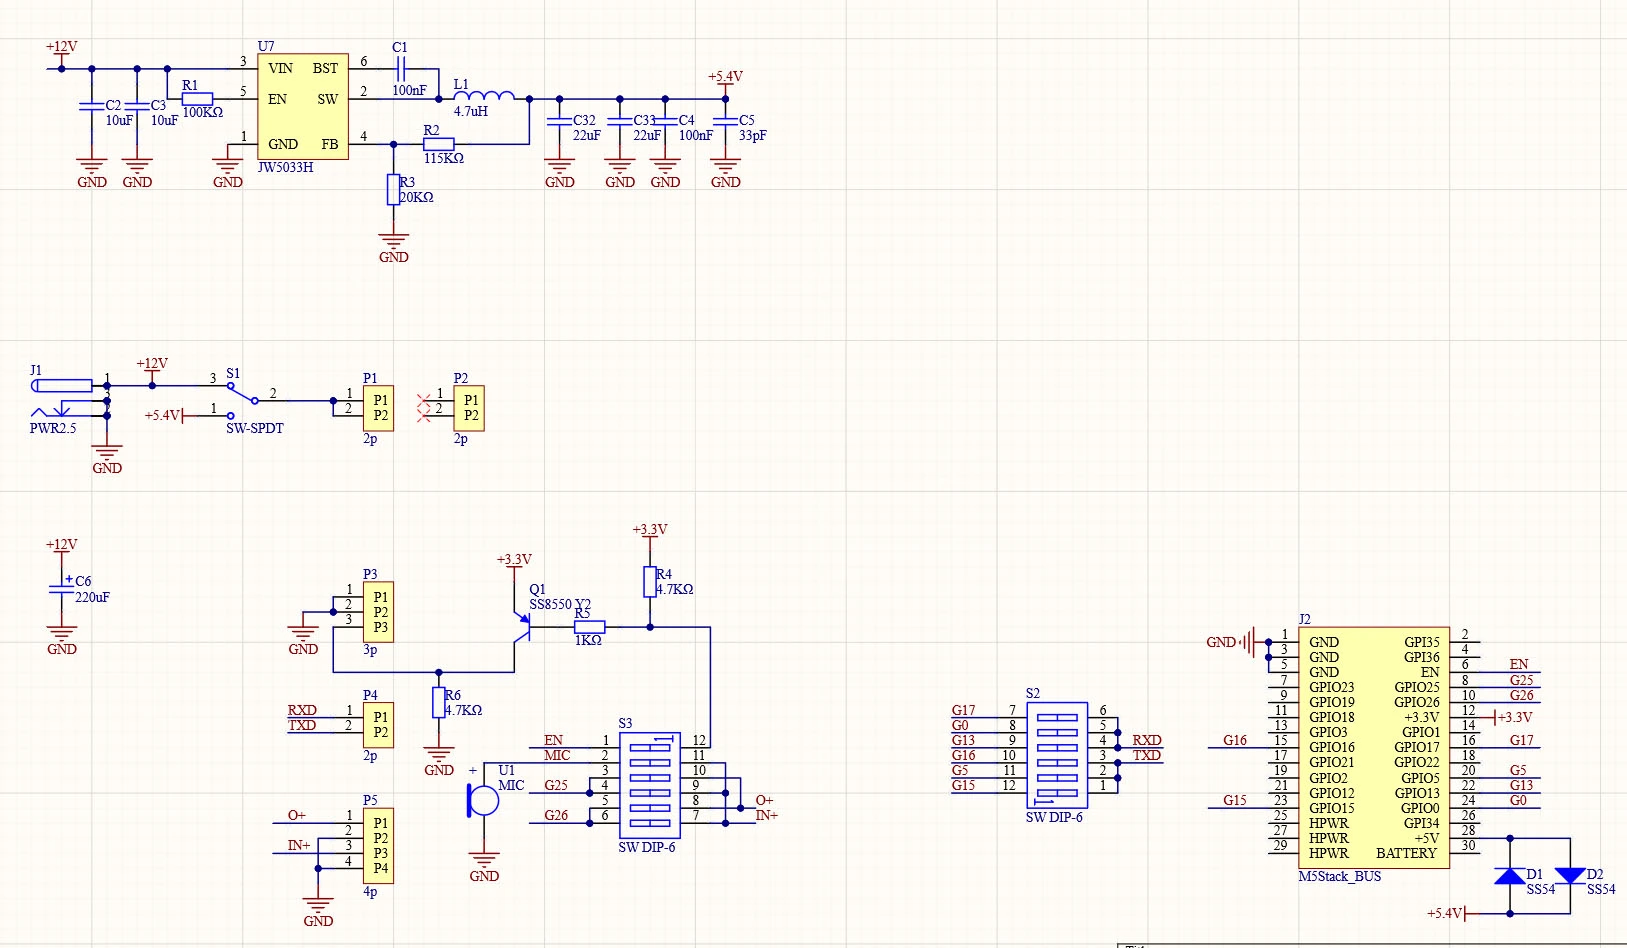 +12V
U7
3 VIN BST 6
5 EN SW 2
1 GND FB 4
JW5033H
R1
100KΩ
C2
10uF
C3
10uF
GND
GND
GND
C1
100nF
L1
4.7uH
R2
115KΩ
R3
20KΩ
GND
+5.4V
C32
22uF
C33
22uF
C4
100nF
C5
33pF
GND
GND
GND
GND
J1
1
3
2
PWR2.5
GND
+12V
+5.4V
S1
3
2
1
SW-SPDT
P1
1 P1
2 P2
2p
P2
1 P1
2 P2
2p
+12V
+
C6
220uF
GND
P3
1 P1
2 P2
3 P3
3p
GND
+3.3V
Q1
SS8550 Y2
R5
1KΩ
+3.3V
R4
4.7KΩ
R6
4.7KΩ
GND
P4
RXD 1 P1
TXD 2 P2
2p
P5
O+ 1 P1
2 P2
IN+ 3 P3
4 P4
4p
GND
+
U1
MIC
GND
S3
1
EN 1 12
MIC 2 11
3 10
G25 4 9
5 8 O+
G26 6 7 IN+
SW DIP-6
S2
G17 7 6
G0 8 5
G13 9 4 RXD
G16 10 3 TXD
G5 11 2
G15 12 1
1
SW DIP-6
J2
GND 1 GND GPI35 2
3 GND GPI36 4
5 GND EN 6 EN
7 GPIO23 GPIO25 8 G25
9 GPIO19 GPIO26 10 G26
11 GPIO18 +3.3V 12 +3.3V
13 GPIO3 GPIO1 14
G16 15 GPIO16 GPIO17 16 G17
17 GPIO21 GPIO22 18
19 GPIO2 GPIO5 20 G5
21 GPIO12 GPIO13 22 G13
G15 23 GPIO15 GPIO0 24 G0
25 HPWR GPI34 26
27 HPWR +5V 28
29 HPWR BATTERY 30
M5Stack_BUS
D1
SS54
D2
SS54
+5.4V